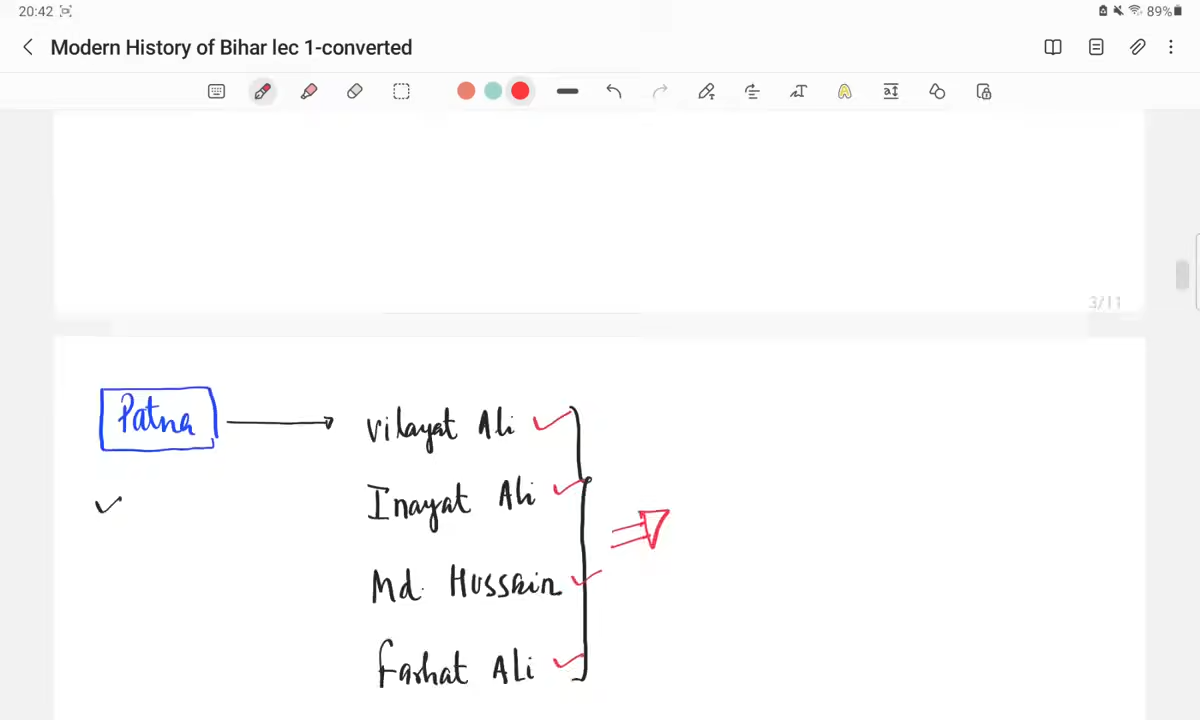 20:42
89%
Modern History of Bihar lec 1-converted
3/11
Patna
Vilayat Ali
Inayat Ali
Md. Hussain
Farhat Ali